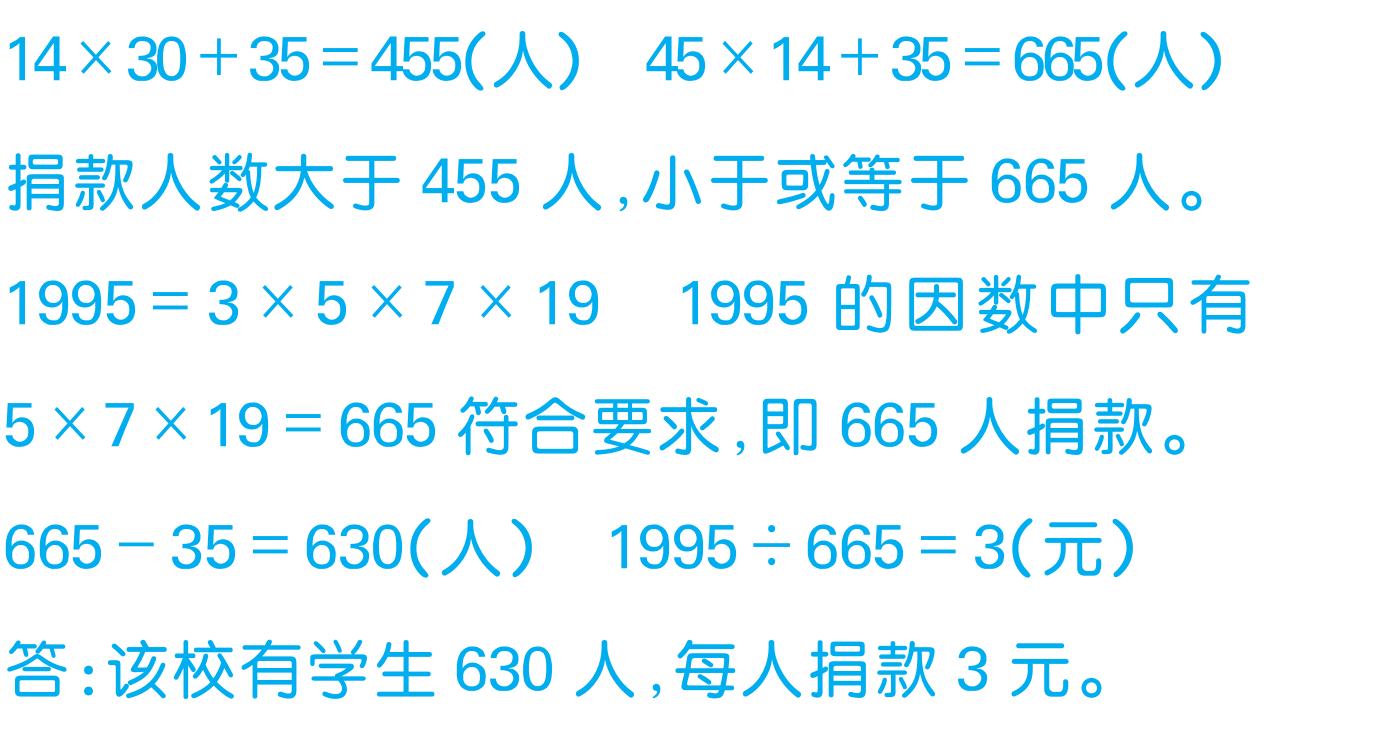 14×30+35=455(人) 45×14+35=665(人)
捐款人数大于 455 人,小于或等于 665 人。
1995=3×5×7×19 1995 的因数中只有
5×7×19=665 符合要求,即 665 人捐款。
665-35=630(人) 1995÷665=3(元)
答:该校有学生 630 人,每人捐款 3 元。